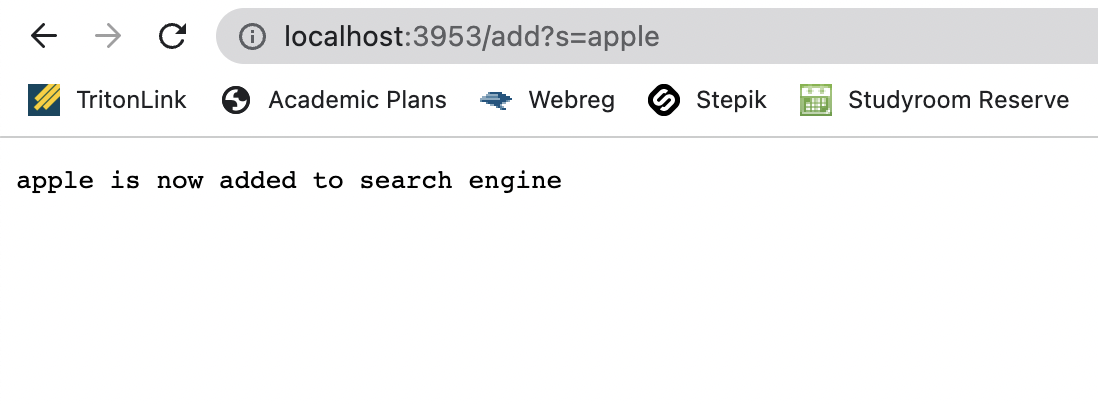 localhost:3953/add?s=apple
TritonLink Academic Plans Webreg Stepik Studyroom Reserve
apple is now added to search engine